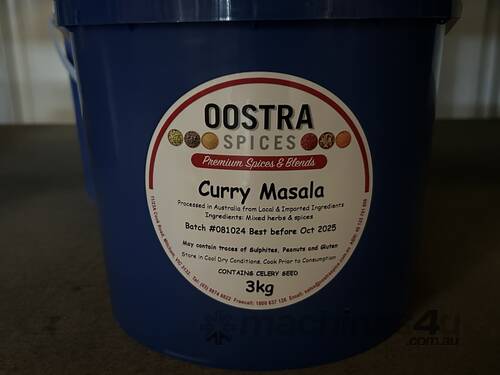 OOSTRA
SPICES
Premium Spices & Blends
Curry Masala
Processed in Australia from Local & Imported Ingredients
Ingredients: Mixed herbs & spices
Batch #081024 Best before Oct 2025
May contain traces of Sulphites, Peanuts and Gluten
Store in Cool Dry Conditions. Cook Prior to Consumption
CONTAINS CELERY SEED
3kg
machines4u
.com.au